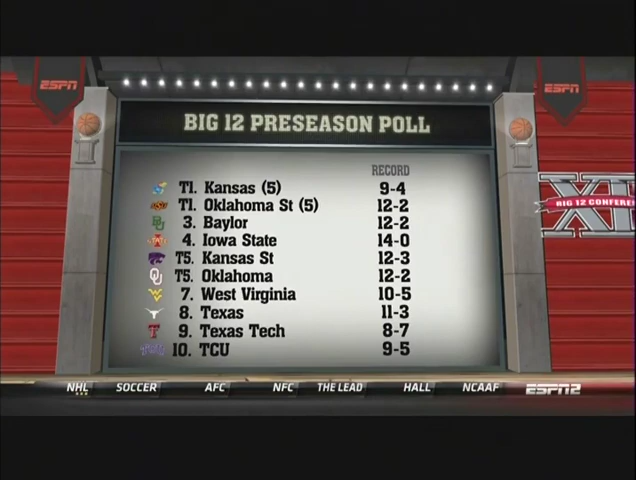 ESPN
ESPN
BIG 12 PRESEASON POLL
RECORD
T1. Kansas (5) 9-4
T1. Oklahoma St (5) 12-2
3. Baylor 12-2
4. Iowa State 14-0
T5. Kansas St 12-3
T5. Oklahoma 12-2
7. West Virginia 10-5
8. Texas 11-3
9. Texas Tech 8-7
10. TCU 9-5
XII
BIG 12 CONFERE
NHL SOCCER AFC NFC THE LEAD HALL NCAAF ESPN2